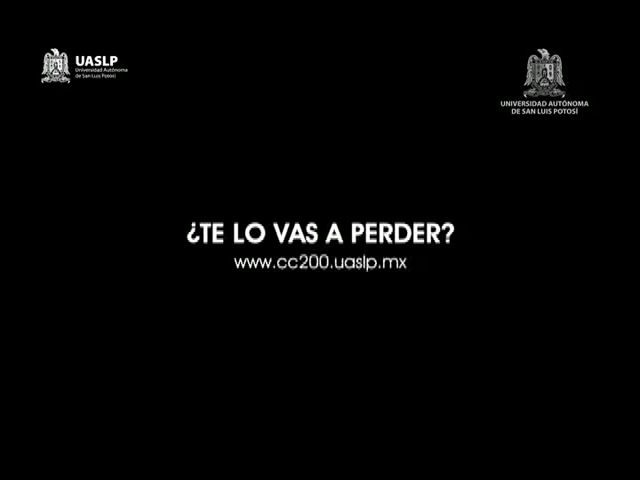 UASLP
Universidad Autónoma
de San Luis Potosí
UNIVERSIDAD AUTÓNOMA
DE SAN LUIS POTOSÍ
¿TE LO VAS A PERDER?
www.cc200.uaslp.mx